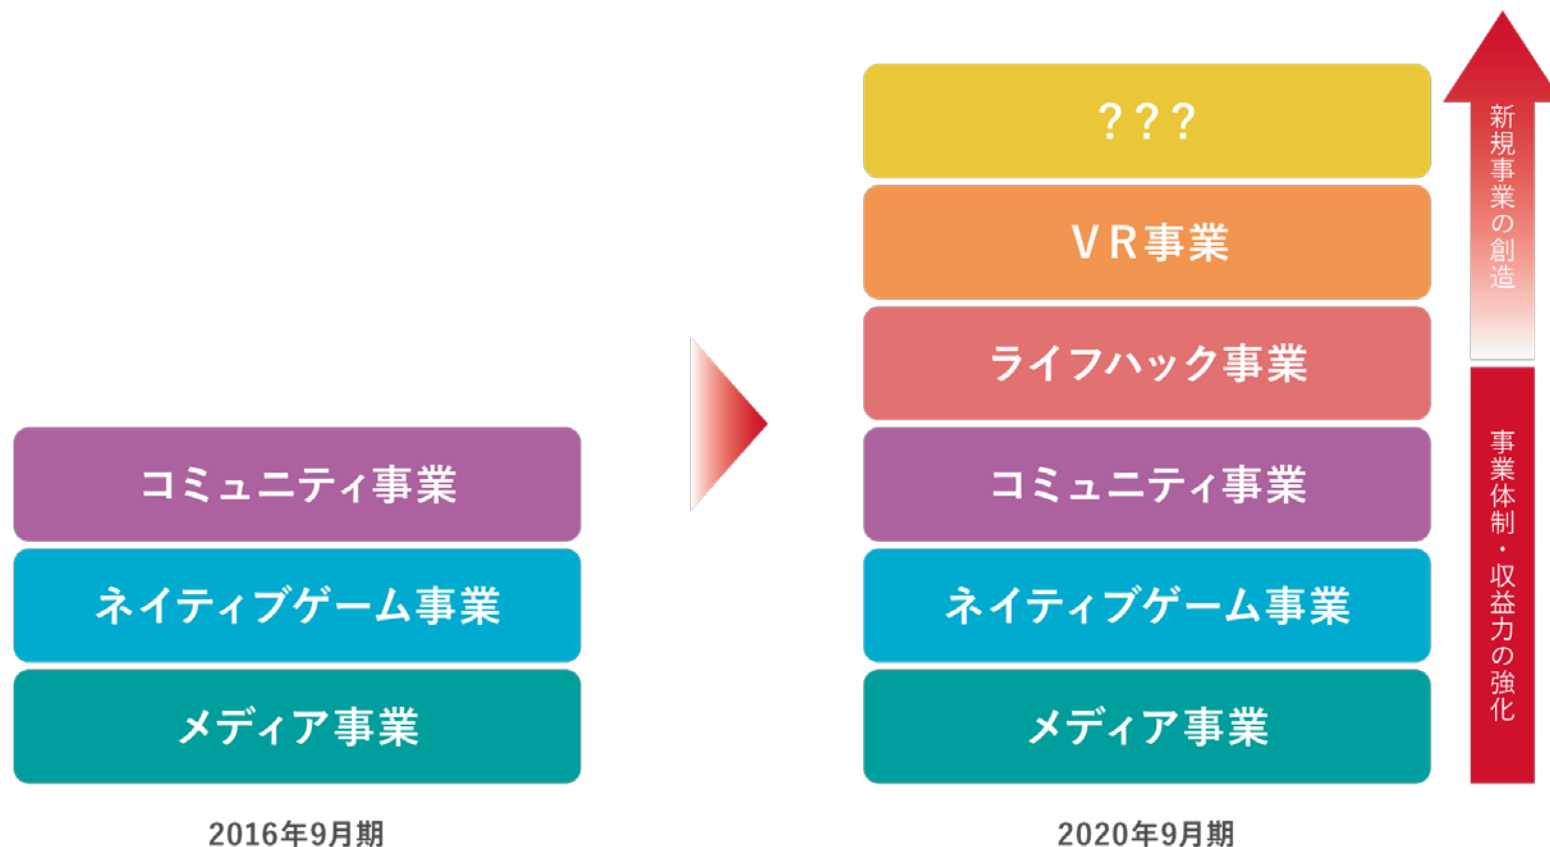 コミュニティ事業
ネイティブゲーム事業
メディア事業
2016年9月期
？？？
ＶＲ事業
ライフハック事業
コミュニティ事業
ネイティブゲーム事業
メディア事業
2020年9月期
新規事業の創造
事業体制・収益力の強化